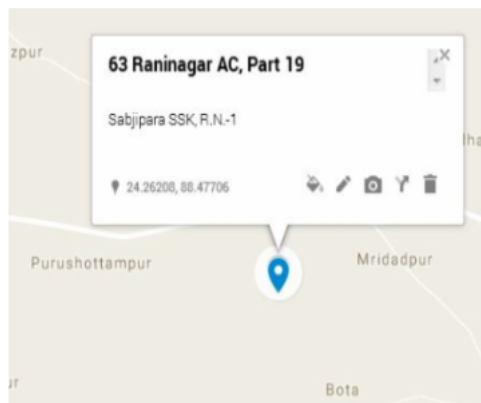 zpur
63 Raninagar AC, Part 19
Sabjipara SSK, R.N.-1
24.26208, 88.47706
Purushottampur
Mridadpur
Bota